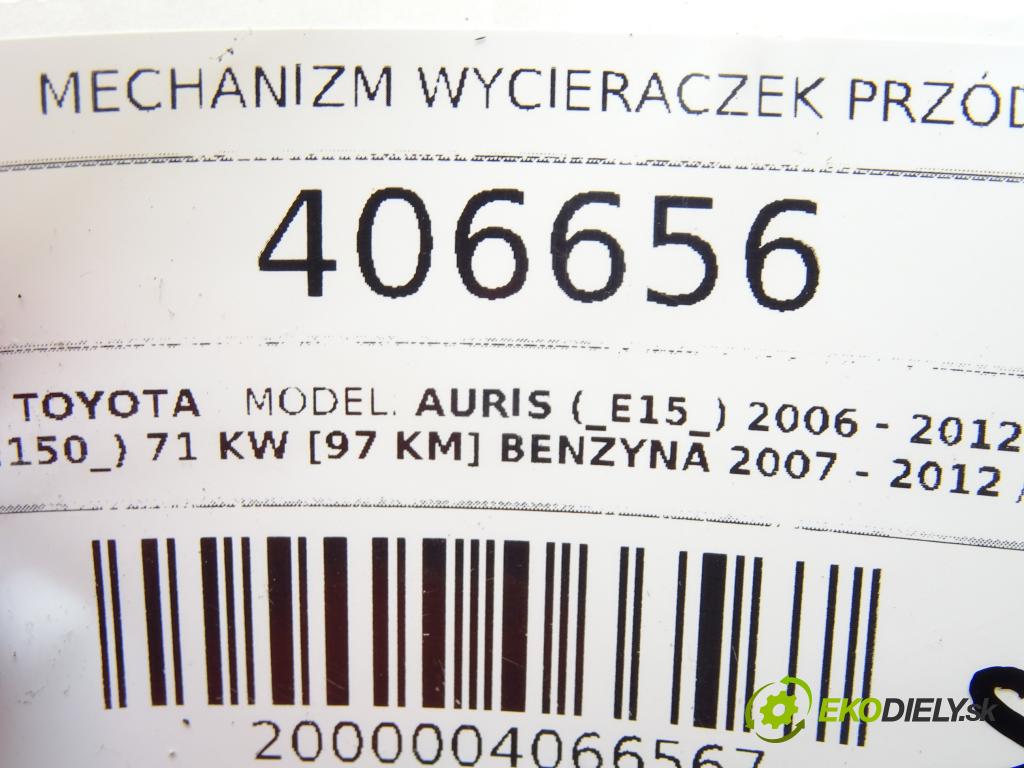 MECHANIZM WYCIERACZEK PRZÓD
406656
TOYOTA MODEL: AURIS (_E15_) 2006 - 2012
150_) 71 KW [97 KM] BENZYNA 2007 - 2012 /
2000004066567
EKODIELY.sk